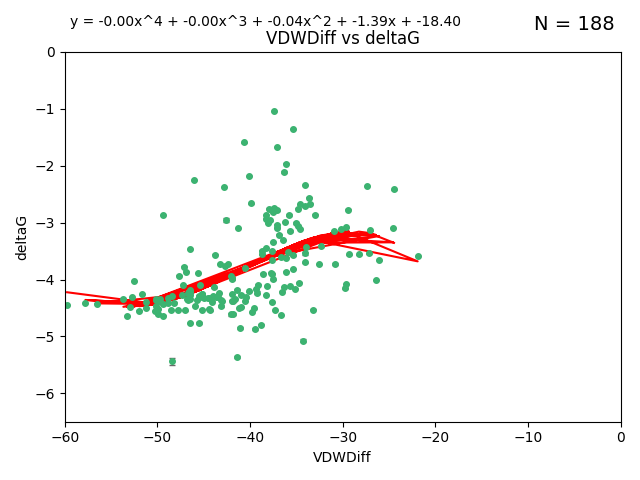 y = -0.00x^4 + -0.00x^3 + -0.04x^2 + -1.39x + -18.40
N = 188
VDWDiff vs deltaG
0
−1
−2
−3
−4
−5
−6
deltaG
−60 −50 −40 −30 −20 −10 0
VDWDiff